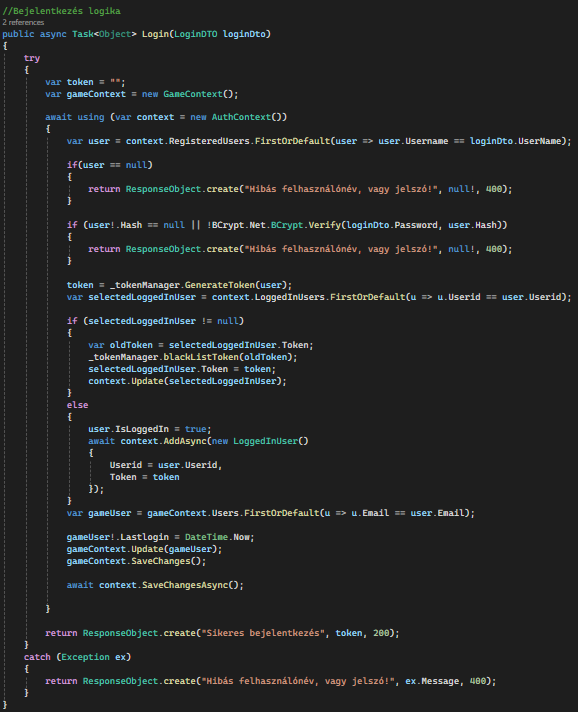 //Bejelentkezés logika
2 references
public async Task<Object> Login(LoginDTO loginDto)
{
try
{
var token = "";
var gameContext = new GameContext();
await using (var context = new AuthContext())
{
var user = context.RegisteredUsers.FirstOrDefault(user => user.Username == loginDto.UserName);
if(user == null)
{
return ResponseObject.create("Hibás felhasználónév, vagy jelszó!", null!, 400);
}
if (user!.Hash == null || !BCrypt.Net.BCrypt.Verify(loginDto.Password, user.Hash))
{
return ResponseObject.create("Hibás felhasználónév, vagy jelszó!", null!, 400);
}
token = _tokenManager.GenerateToken(user);
var selectedLoggedInUser = context.LoggedInUsers.FirstOrDefault(u => u.Userid == user.Userid);
if (selectedLoggedInUser != null)
{
var oldToken = selectedLoggedInUser.Token;
_tokenManager.blackListToken(oldToken);
selectedLoggedInUser.Token = token;
context.Update(selectedLoggedInUser);
}
else
{
user.IsLoggedIn = true;
await context.AddAsync(new LoggedInUser()
{
Userid = user.Userid,
Token = token
});
}
var gameUser = gameContext.Users.FirstOrDefault(u => u.Email == user.Email);
gameUser!.Lastlogin = DateTime.Now;
gameContext.Update(gameUser);
gameContext.SaveChanges();
await context.SaveChangesAsync();
}
return ResponseObject.create("Sikeres bejelentkezés", token, 200);
}
catch (Exception ex)
{
return ResponseObject.create("Hibás felhasználónév, vagy jelszó!", ex.Message, 400);
}
}